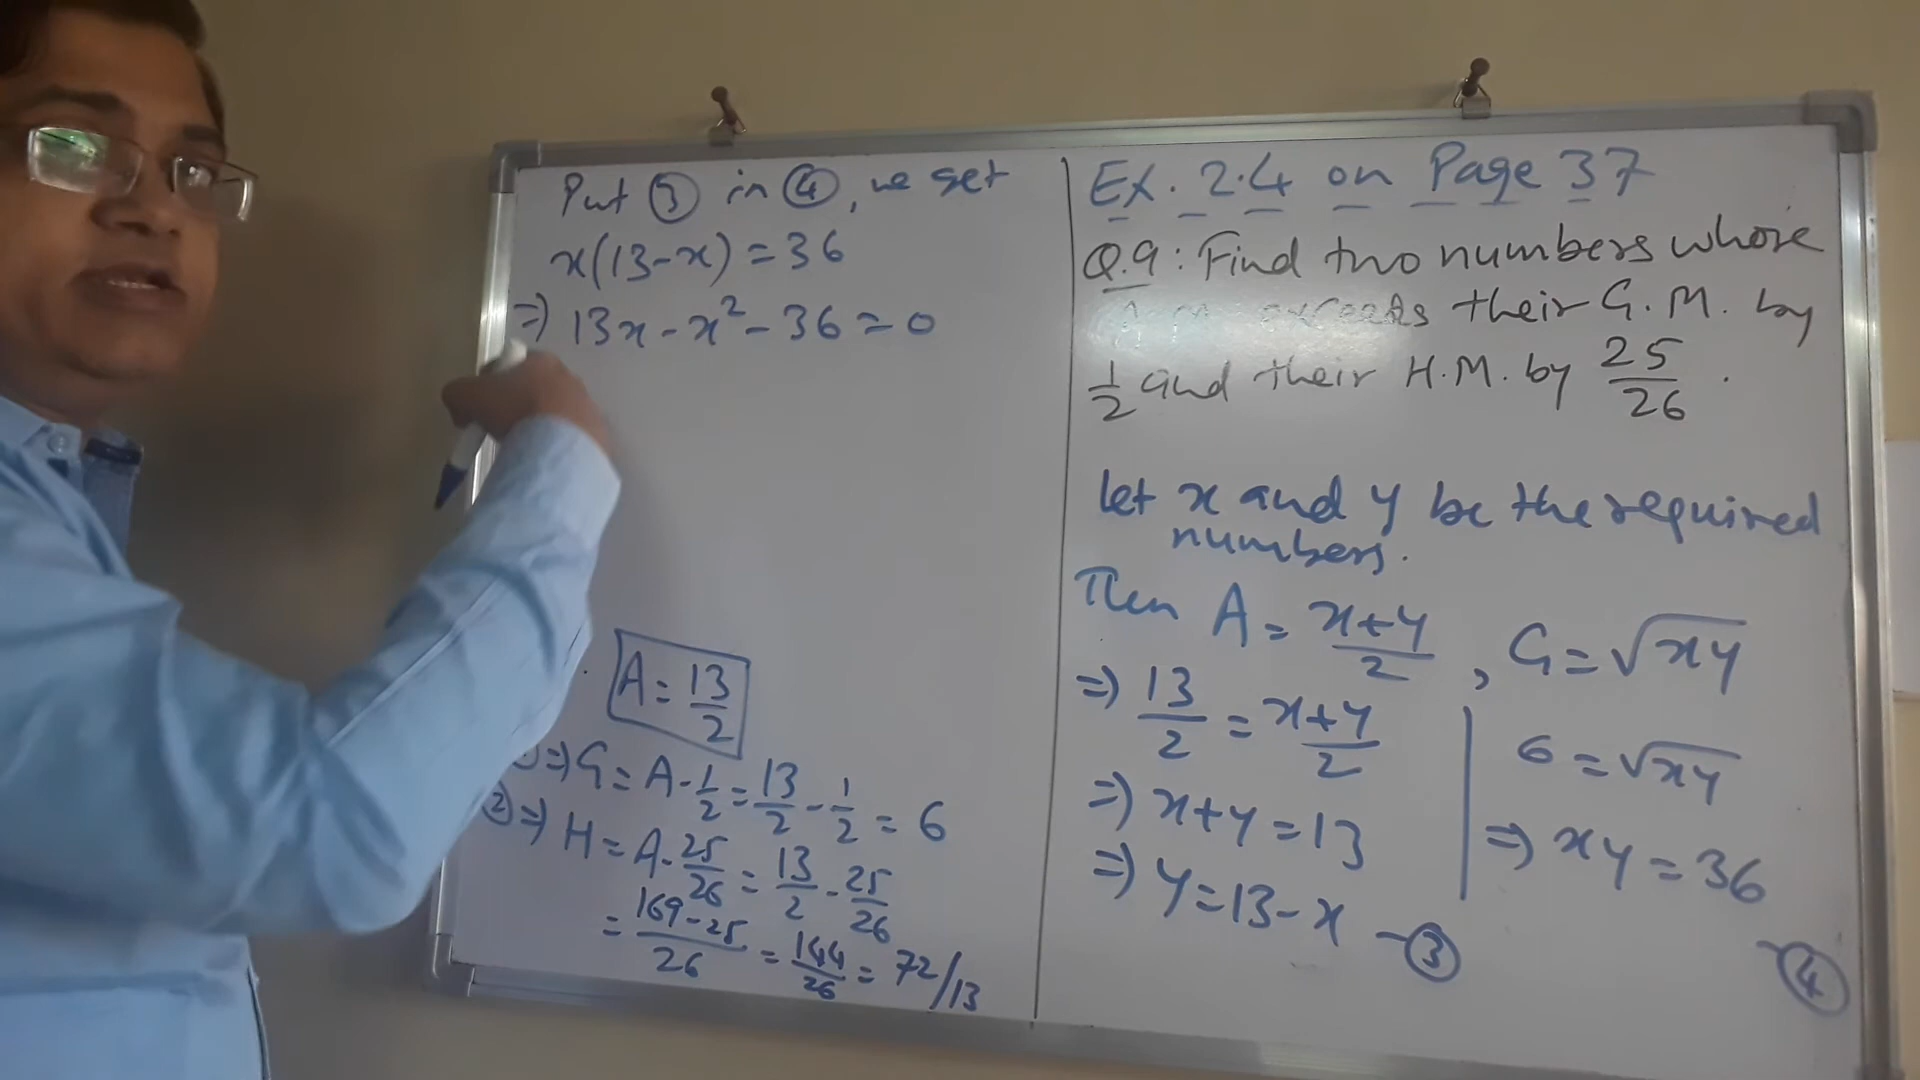 Put ③ in ④, we get
x(13-x)=36
⇒ 13x-x²-36=0
A=13/2
⇒ G=A-1/2=13/2-1/2=6
②⇒ H=A-25/26=13/2-25/26
=169-25/26=144/26=72/13
Ex. 2.4 on Page 37
Q.9: Find two numbers whose
exceeds their G.M. by
1/2 and their H.M. by 25/26.
Let x and y be the required
numbers.
Then A=x+y/2, G=√xy
⇒ 13/2=x+y/2
⇒ x+y=13
⇒ y=13-x -③
6=√xy
⇒ xy=36
-④